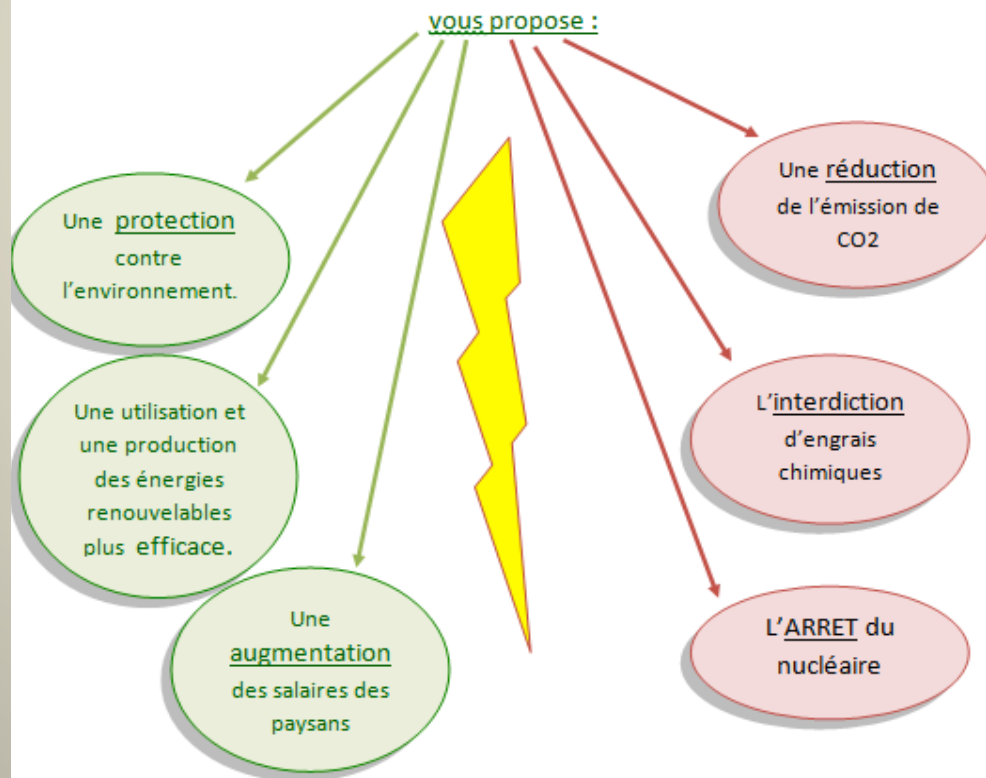 vous propose :
Une protection
contre
l'environnement.
Une utilisation et
une production
des énergies
renouvelables
plus efficace.
Une
augmentation
des salaires des
paysans
Une réduction
de l'émission de
CO2
L'interdiction
d'engrais
chimiques
L'ARRET du
nucléaire